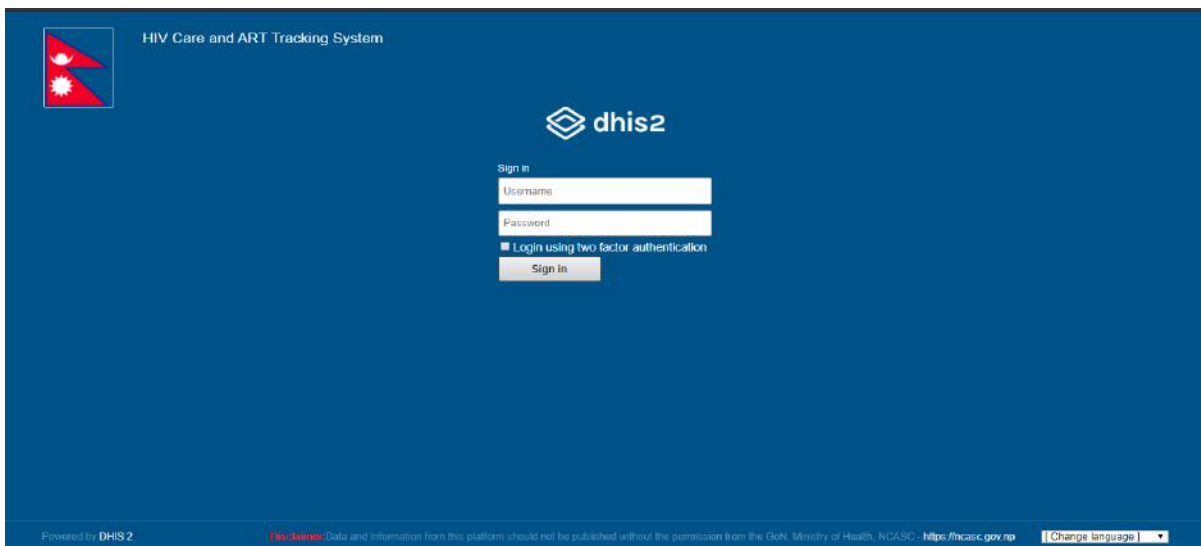 HIV Care and ART Tracking System
dhis2
Sign in
Username
Password
Login using two factor authentication
Sign in
Powered by DHIS 2
Disclaimer:Data and Information from this platform should not be published without the permission from the GoN, Ministry of Health, NCASC - https://ncasc.gov.np
[ Change language ]